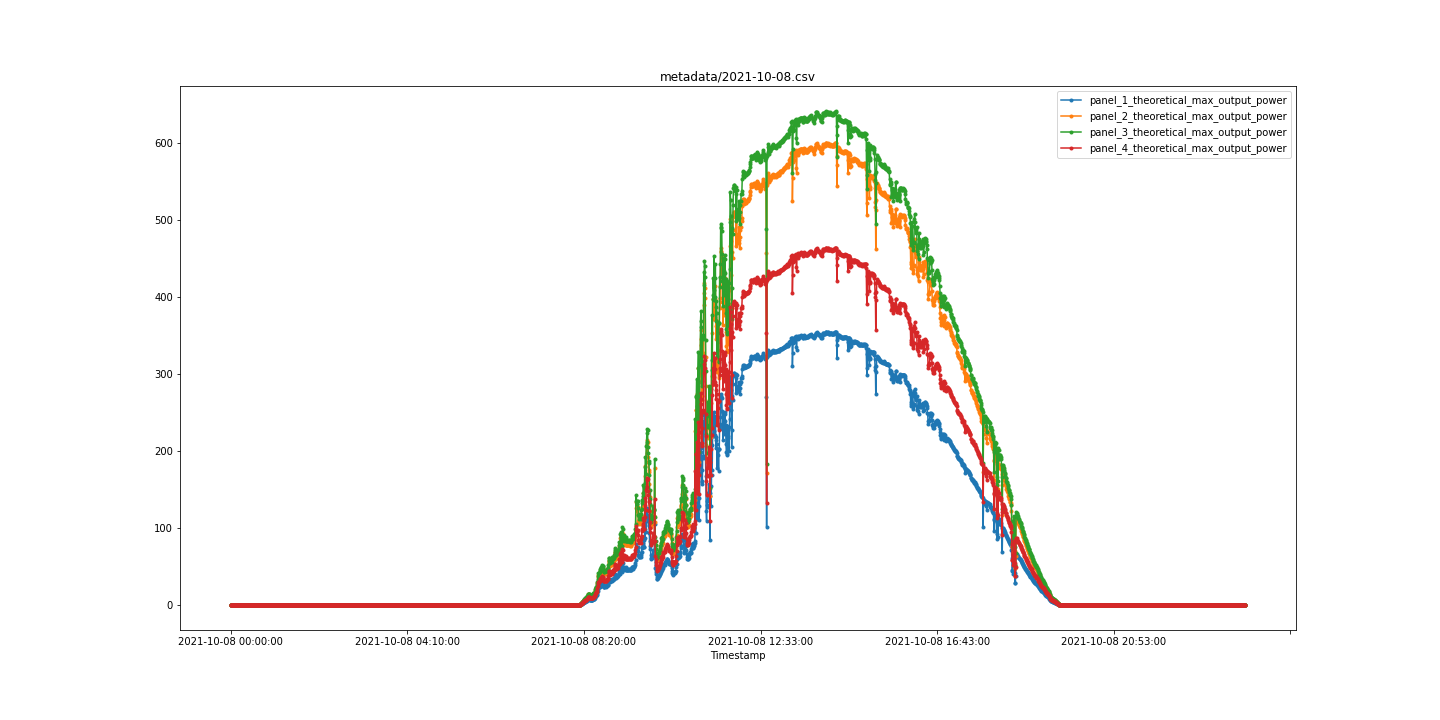 metadata/2021-10-08.csv
panel_1_theoretical_max_output_power
panel_2_theoretical_max_output_power
panel_3_theoretical_max_output_power
panel_4_theoretical_max_output_power
600
500
400
300
200
100
0
2021-10-08 00:00:00 2021-10-08 04:10:00 2021-10-08 08:20:00 2021-10-08 12:33:00 2021-10-08 16:43:00 2021-10-08 20:53:00
Timestamp